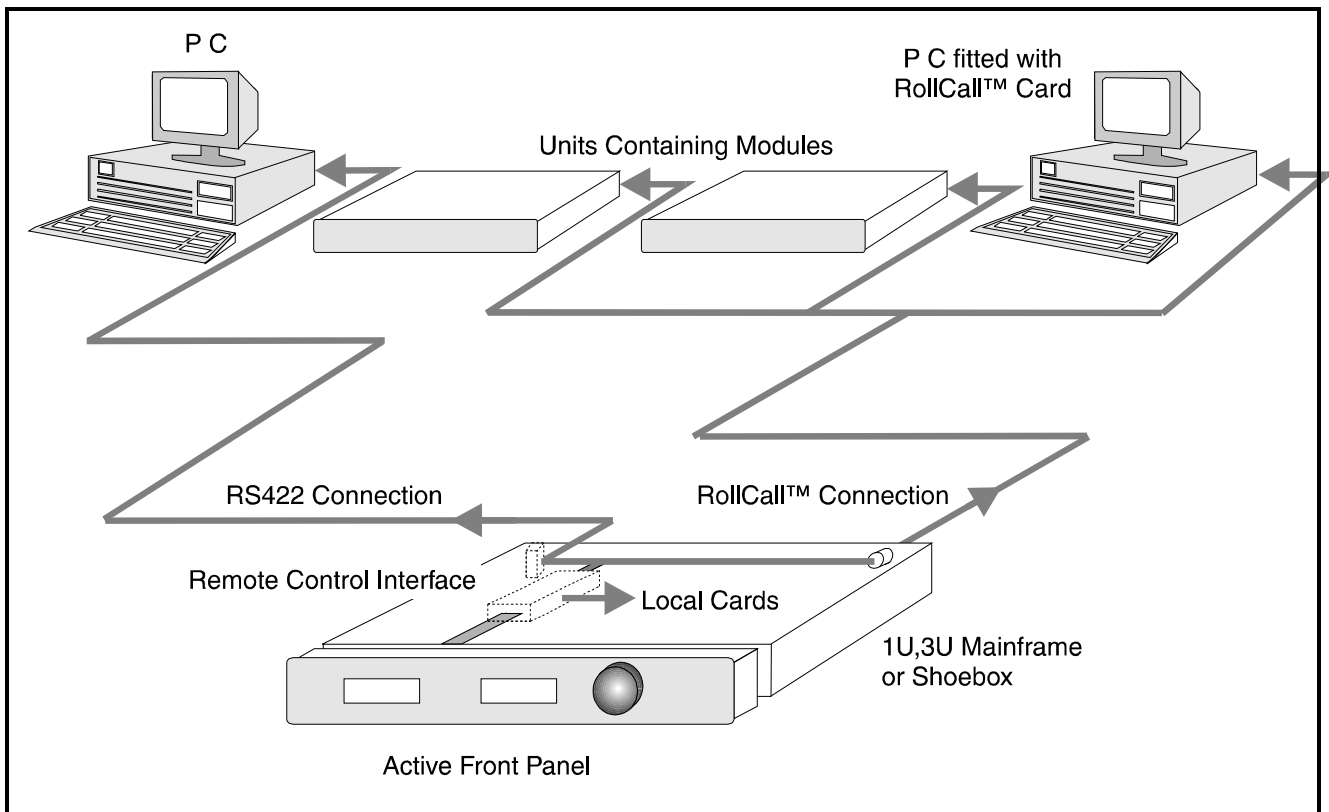 P C
P C fitted with
RollCall™ Card
Units Containing Modules
RS422 Connection
RollCall™ Connection
Remote Control Interface
Local Cards
1U,3U Mainframe
or Shoebox
Active Front Panel